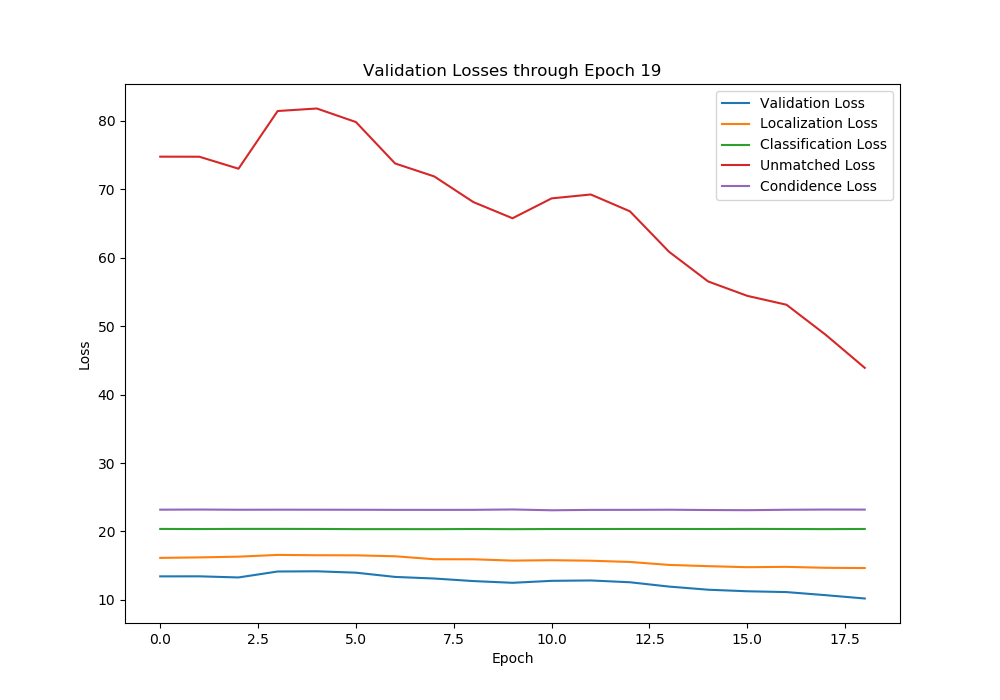 Validation Losses through Epoch 19
Validation Loss
Localization Loss
Classification Loss
Unmatched Loss
Condidence Loss
Loss
80
70
60
50
40
30
20
10
0.0 2.5 5.0 7.5 10.0 12.5 15.0 17.5
Epoch